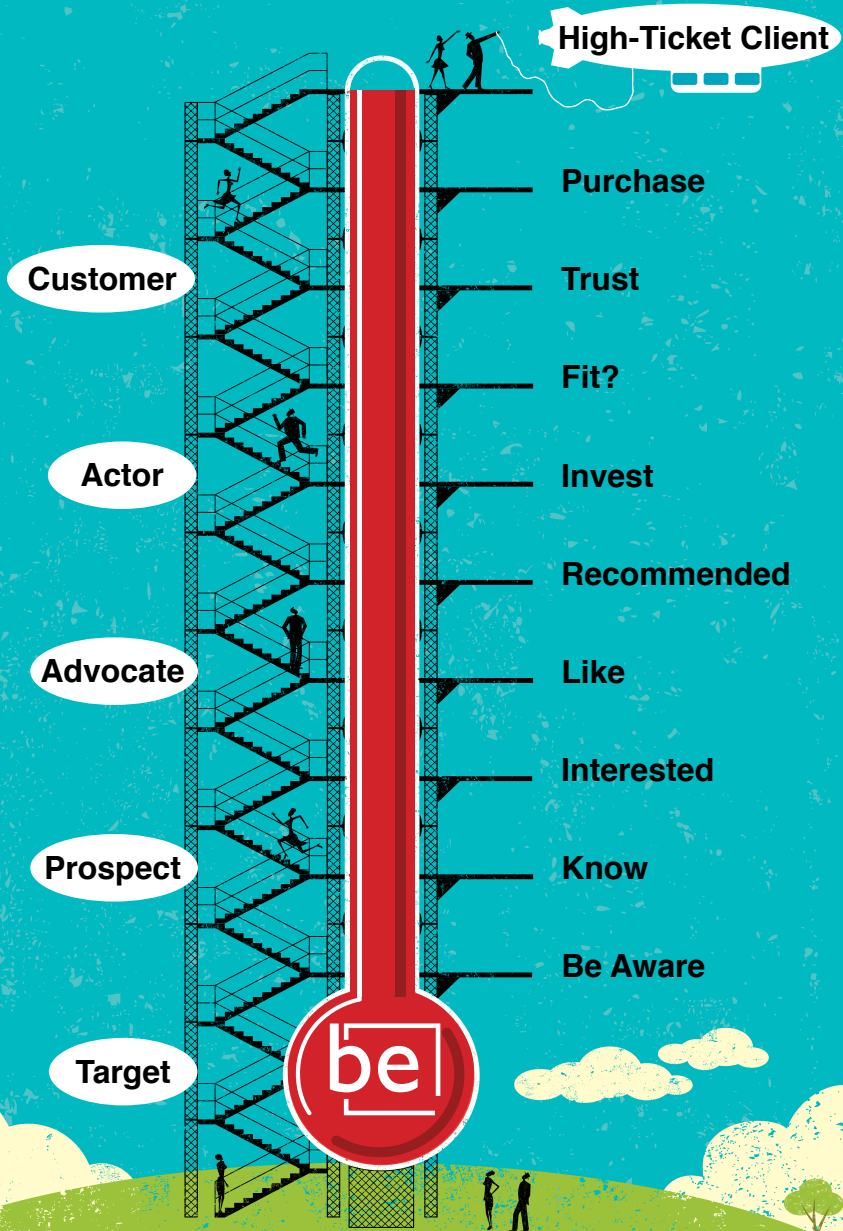 High-Ticket Client
Purchase
Customer
Trust
Fit?
Actor
Invest
Recommended
Advocate
Like
Interested
Prospect
Know
Be Aware
Target
be